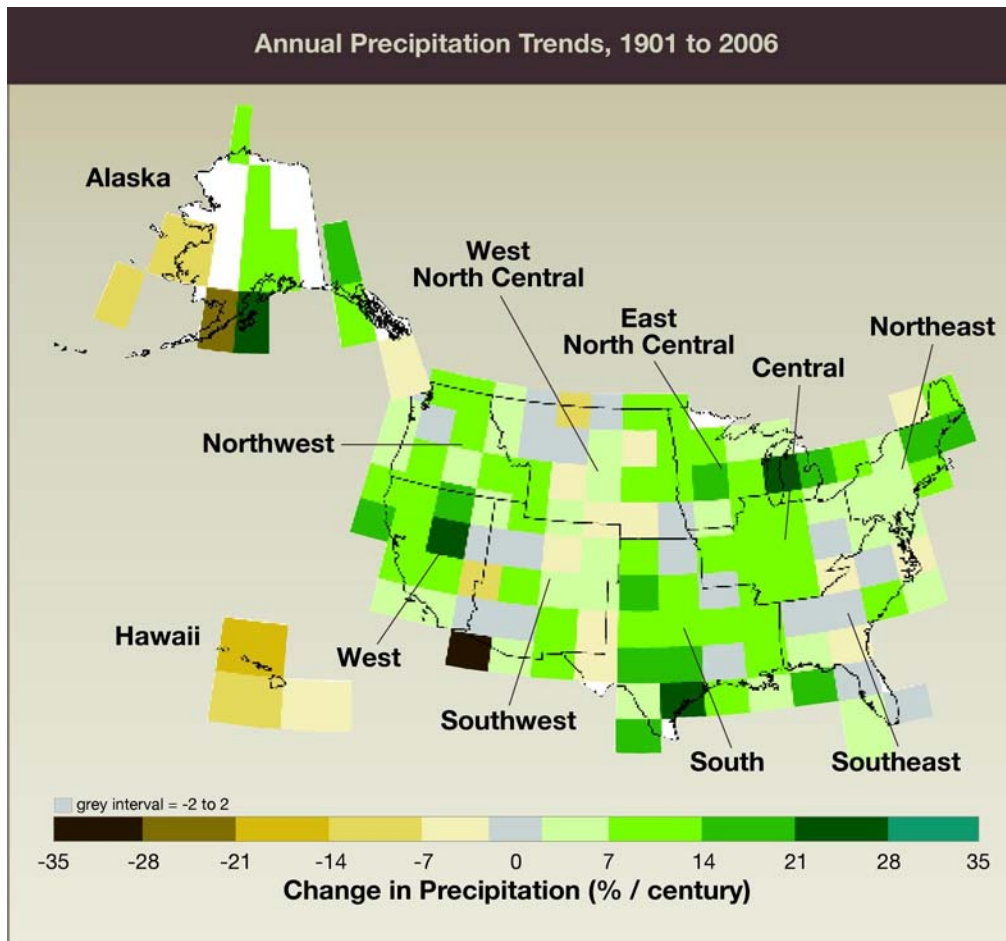 Annual Precipitation Trends, 1901 to 2006
Alaska
West
North Central
East
North Central
Northeast
Central
Northwest
Hawaii
West
Southwest
South
Southeast
grey interval = -2 to 2
-35 -28 -21 -14 -7 0 7 14 21 28 35
Change in Precipitation (% / century)